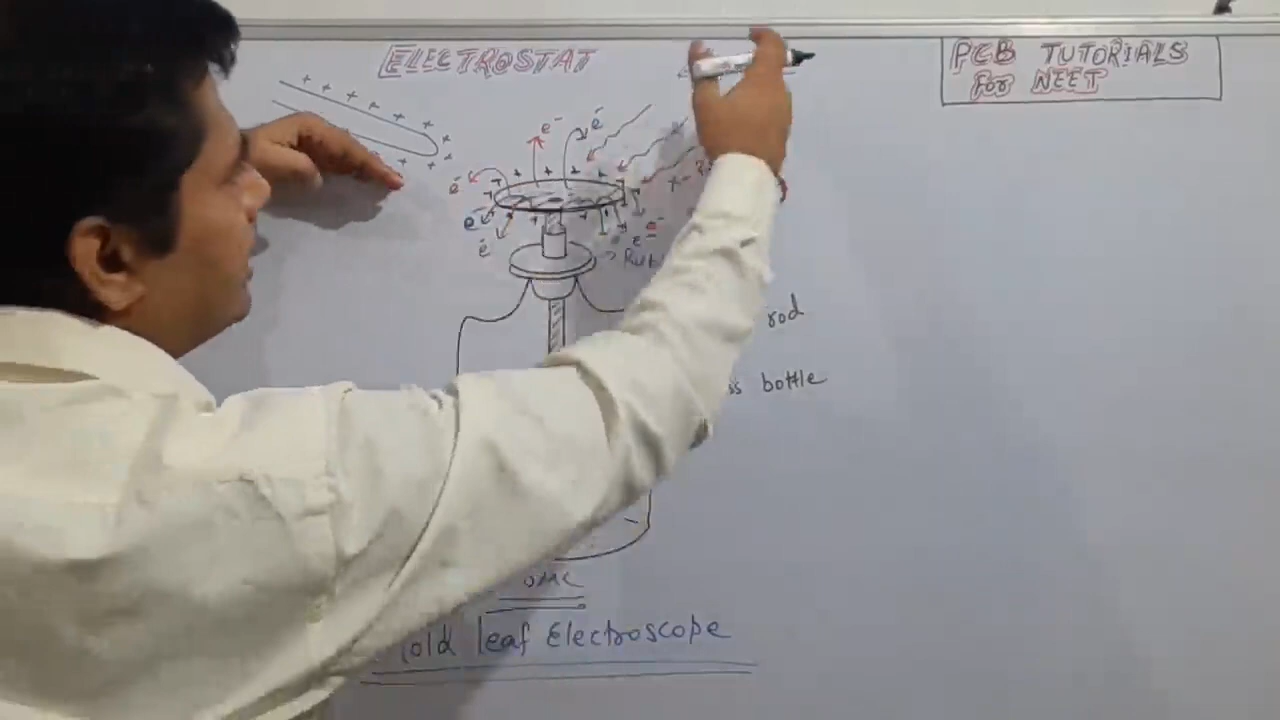 ELECTROSTAT
PCB TUTORIALS
For NEET
e⁻
e⁻
e⁻
e⁻
e⁻
e⁻
e⁻
X-
rod
bottle
old leaf Electroscope